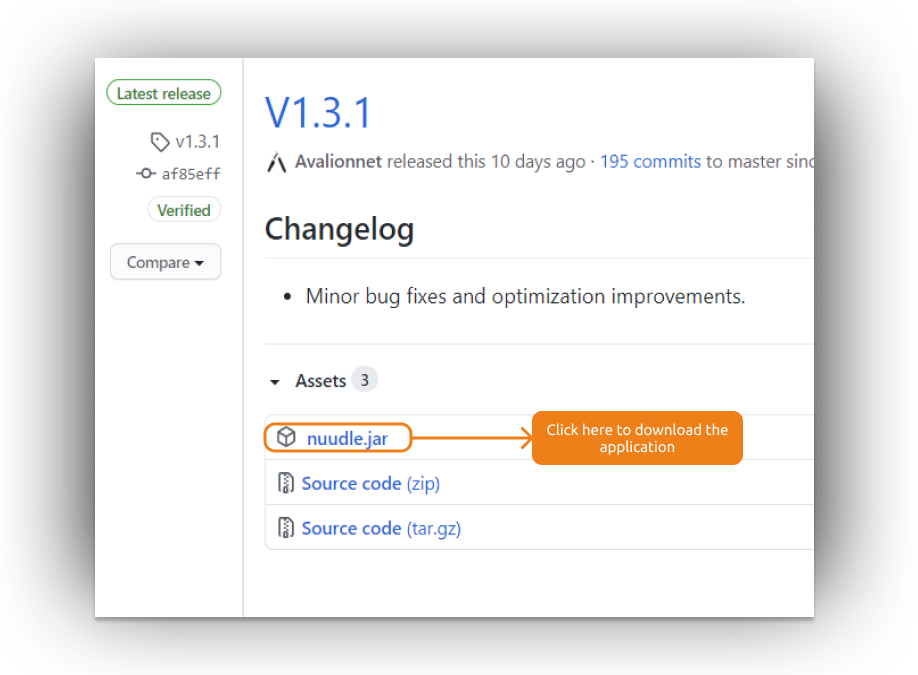 Latest release
v1.3.1
af85eff
Verified
Compare
V1.3.1
Avalionnet released this 10 days ago · 195 commits to master sinc
Changelog
• Minor bug fixes and optimization improvements.
Assets 3
nuudle.jar
Click here to download the
application
Source code (zip)
Source code (tar.gz)